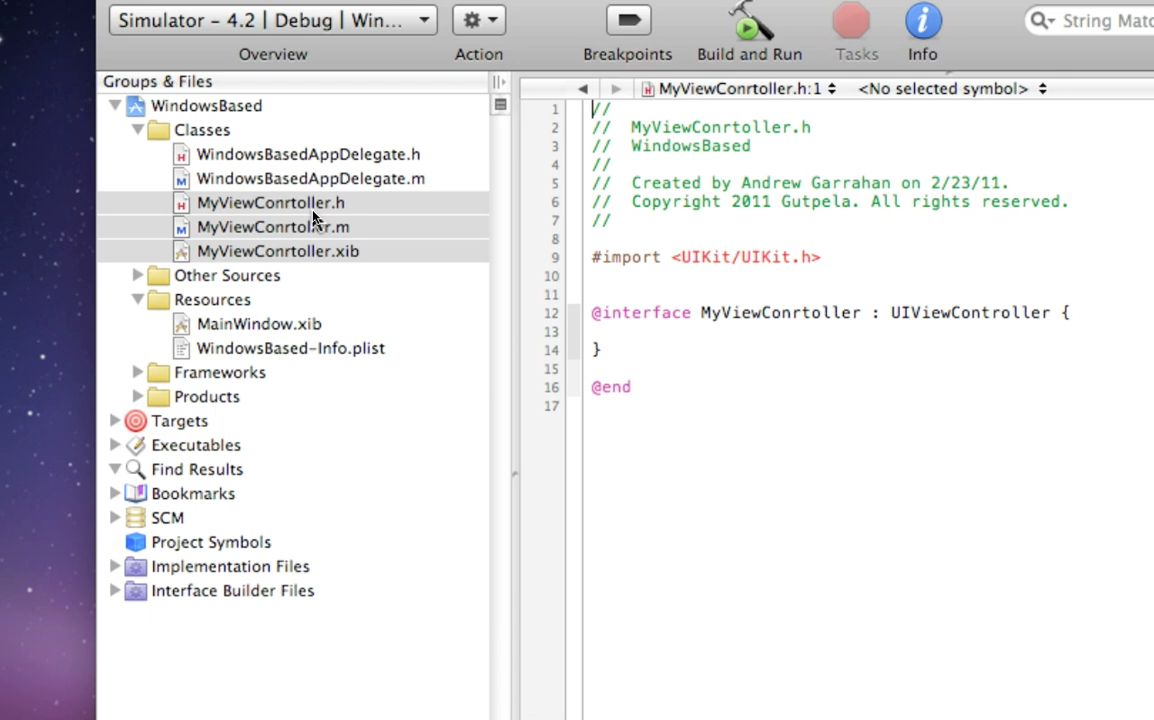 Simulator - 4.2 | Debug | Win...
Overview
Action
Breakpoints
Build and Run
Tasks
Info
String Matc
Groups & Files
WindowsBased
Classes
WindowsBasedAppDelegate.h
WindowsBasedAppDelegate.m
MyViewConrtoller.h
MyViewConrtoller.m
MyViewConrtoller.xib
Other Sources
Resources
MainWindow.xib
WindowsBased-Info.plist
Frameworks
Products
Targets
Executables
Find Results
Bookmarks
SCM
Project Symbols
Implementation Files
Interface Builder Files
MyViewConrtoller.h:1 <No selected symbol>
1 //
2 // MyViewConrtoller.h
3 // WindowsBased
4 //
5 // Created by Andrew Garrahan on 2/23/11.
6 // Copyright 2011 Gutpela. All rights reserved.
7 //
8
9 #import <UIKit/UIKit.h>
10
11
12 @interface MyViewConrtoller : UIViewController {
13
14 }
15
16 @end
17